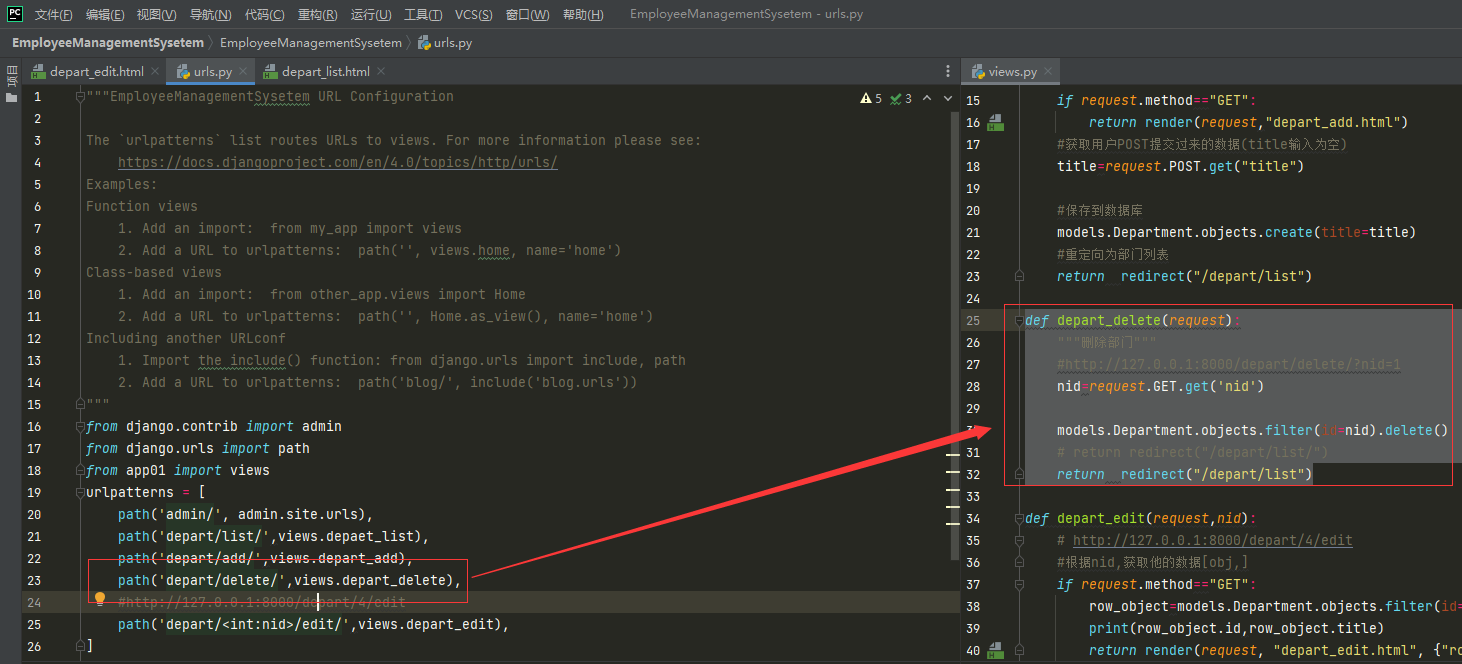 PC 文件(F) 编辑(E) 视图(V) 导航(N) 代码(C) 重构(R) 运行(U) 工具(T) VCS(S) 窗口(W) 帮助(H) EmployeeManagementSysetem - urls.py
EmployeeManagementSysetem EmployeeManagementSysetem urls.py
项目
depart_edit.html urls.py depart_list.html
5 3
1 """EmployeeManagementSysetem URL Configuration
2
3 The `urlpatterns` list routes URLs to views. For more information please see:
4 https://docs.djangoproject.com/en/4.0/topics/http/urls/
5 Examples:
6 Function views
7 1. Add an import:  from my_app import views
8 2. Add a URL to urlpatterns:  path('', views.home, name='home')
9 Class-based views
10 1. Add an import:  from other_app.views import Home
11 2. Add a URL to urlpatterns:  path('', Home.as_view(), name='home')
12 Including another URLconf
13 1. Import the include() function: from django.urls import include, path
14 2. Add a URL to urlpatterns:  path('blog/', include('blog.urls'))
15 """
16 from django.contrib import admin
17 from django.urls import path
18 from app01 import views
19 urlpatterns = [
20 path('admin/', admin.site.urls),
21 path('depart/list/',views.depaet_list),
22 path('depart/add/',views.depart_add),
23 path('depart/delete/',views.depart_delete),
24 #http://127.0.0.1:8000/depart/4/edit
25 path('depart/<int:nid>/edit/',views.depart_edit),
26 ]
views.py
15 if request.method=="GET":
16 return render(request,"depart_add.html")
17 #获取用户POST提交过来的数据(title输入为空)
18 title=request.POST.get("title")
19
20 #保存到数据库
21 models.Department.objects.create(title=title)
22 #重定向为部门列表
23 return  redirect("/depart/list")
24
25 def depart_delete(request):
26 """删除部门"""
27 #http://127.0.0.1:8000/depart/delete/?nid=1
28 nid=request.GET.get('nid')
29
models.Department.objects.filter(id=nid).delete()
31 # return redirect("/depart/list/")
32 return  redirect("/depart/list")
33
34 def depart_edit(request,nid):
35 # http://127.0.0.1:8000/depart/4/edit
36 #根据nid,获取他的数据[obj,]
37 if request.method=="GET":
38 row_object=models.Department.objects.filter(id=
39 print(row_object.id,row_object.title)
40 return render(request, "depart_edit.html", {"ro